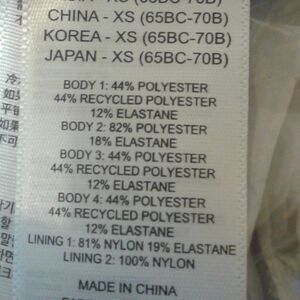 XS (65BC-70B)
CHINA - XS (65BC-70B)
KOREA - XS (65BC-70B)
JAPAN - XS (65BC-70B)
BODY 1: 44% POLYESTER
44% RECYCLED POLYESTER
12% ELASTANE
BODY 2: 82% POLYESTER
18% ELASTANE
BODY 3: 44% POLYESTER
44% RECYCLED POLYESTER
12% ELASTANE
BODY 4: 44% POLYESTER
44% RECYCLED POLYESTER
12% ELASTANE
LINING 1: 81% NYLON 19% ELASTANE
LINING 2: 100% NYLON
MADE IN CHINA